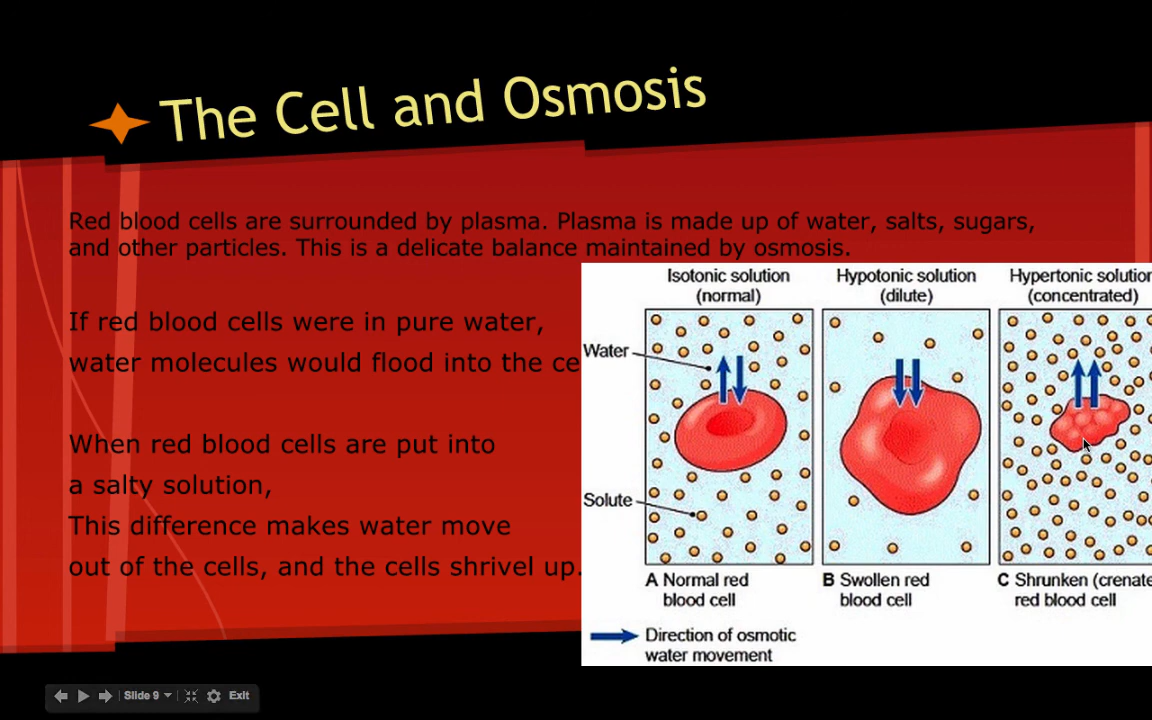 The Cell and Osmosis
Red blood cells are surrounded by plasma. Plasma is made up of water, salts, sugars,
and other particles. This is a delicate balance maintained by osmosis.
If red blood cells were in pure water,
water molecules would flood into the ce
When red blood cells are put into
a salty solution,
This difference makes water move
out of the cells, and the cells shrivel up.
Isotonic solution
(normal)
Hypotonic solution
(dilute)
Hypertonic solution
(concentrated)
Water
Solute
A Normal red
blood cell
B Swollen red
blood cell
C Shrunken (crenate
red blood cell
Direction of osmotic
water movement
Slide 9
Exit